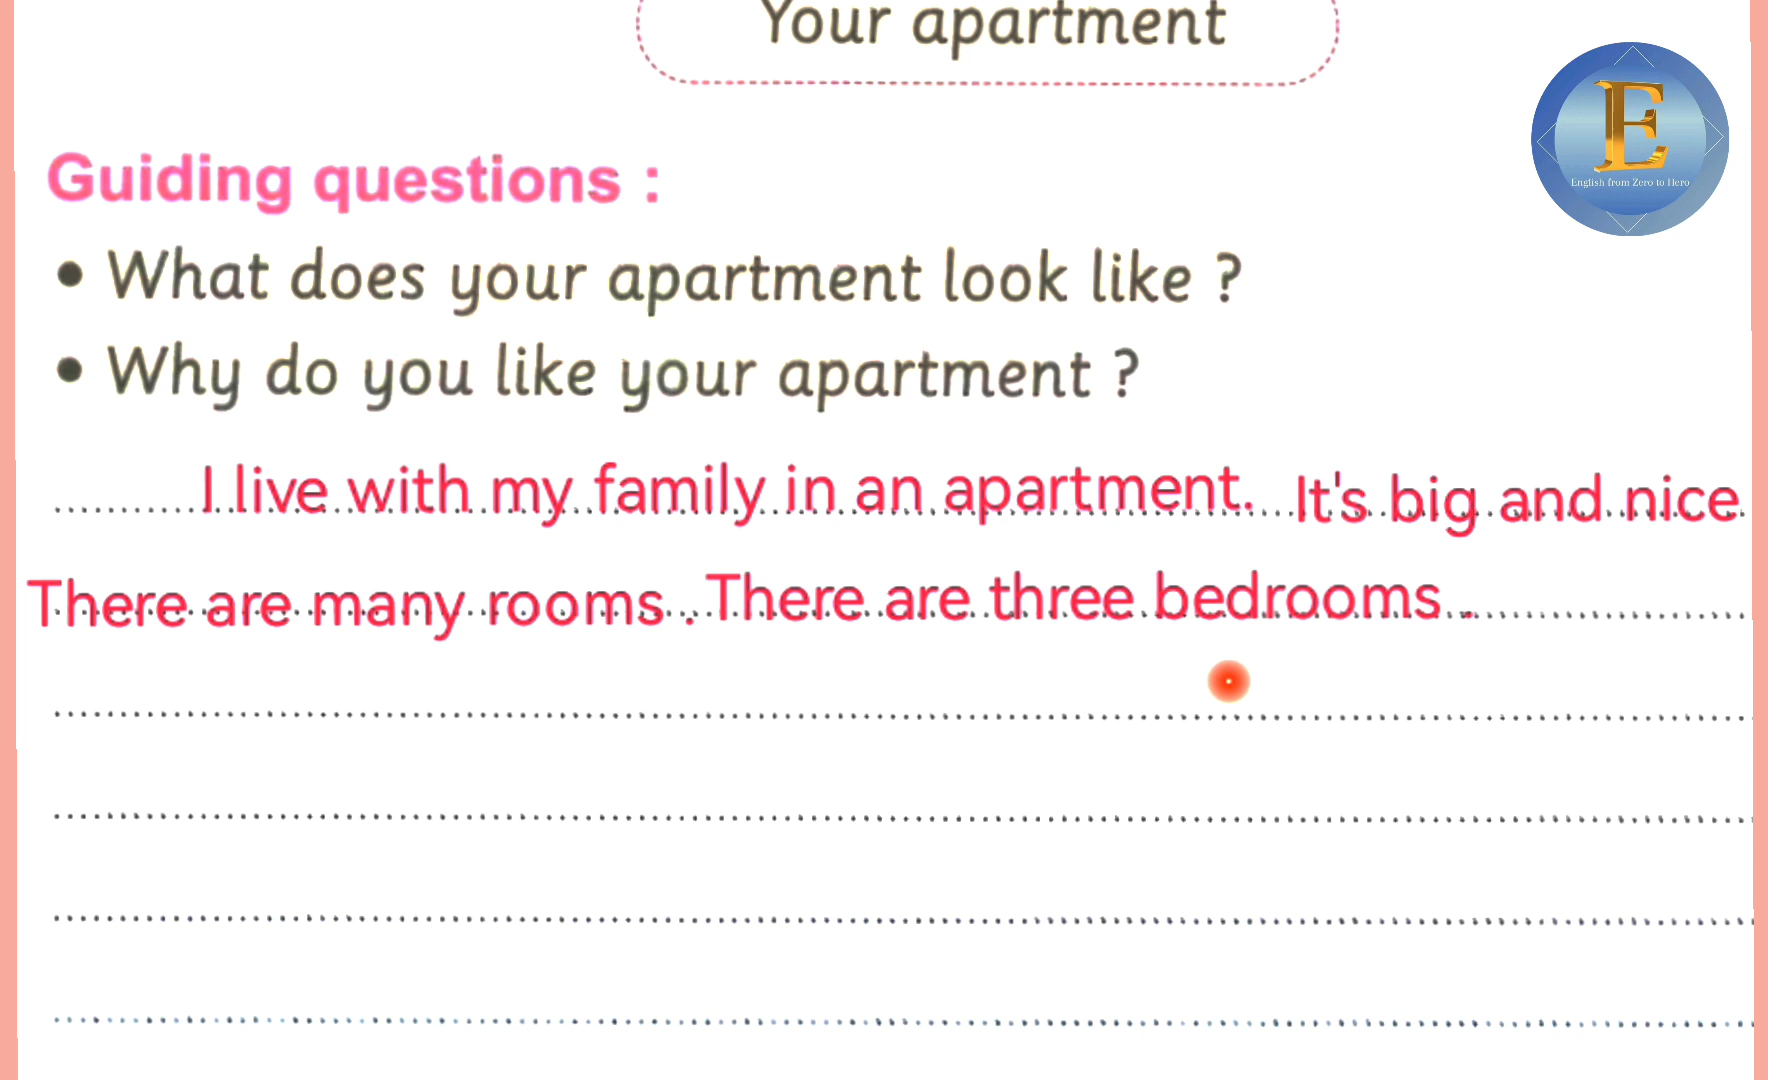 Your apartment
English from Zero to Hero
Guiding questions :
• What does your apartment look like ?
• Why do you like your apartment ?
I live with my family in an apartment. It's big and nice
There are many rooms . There are three bedrooms .